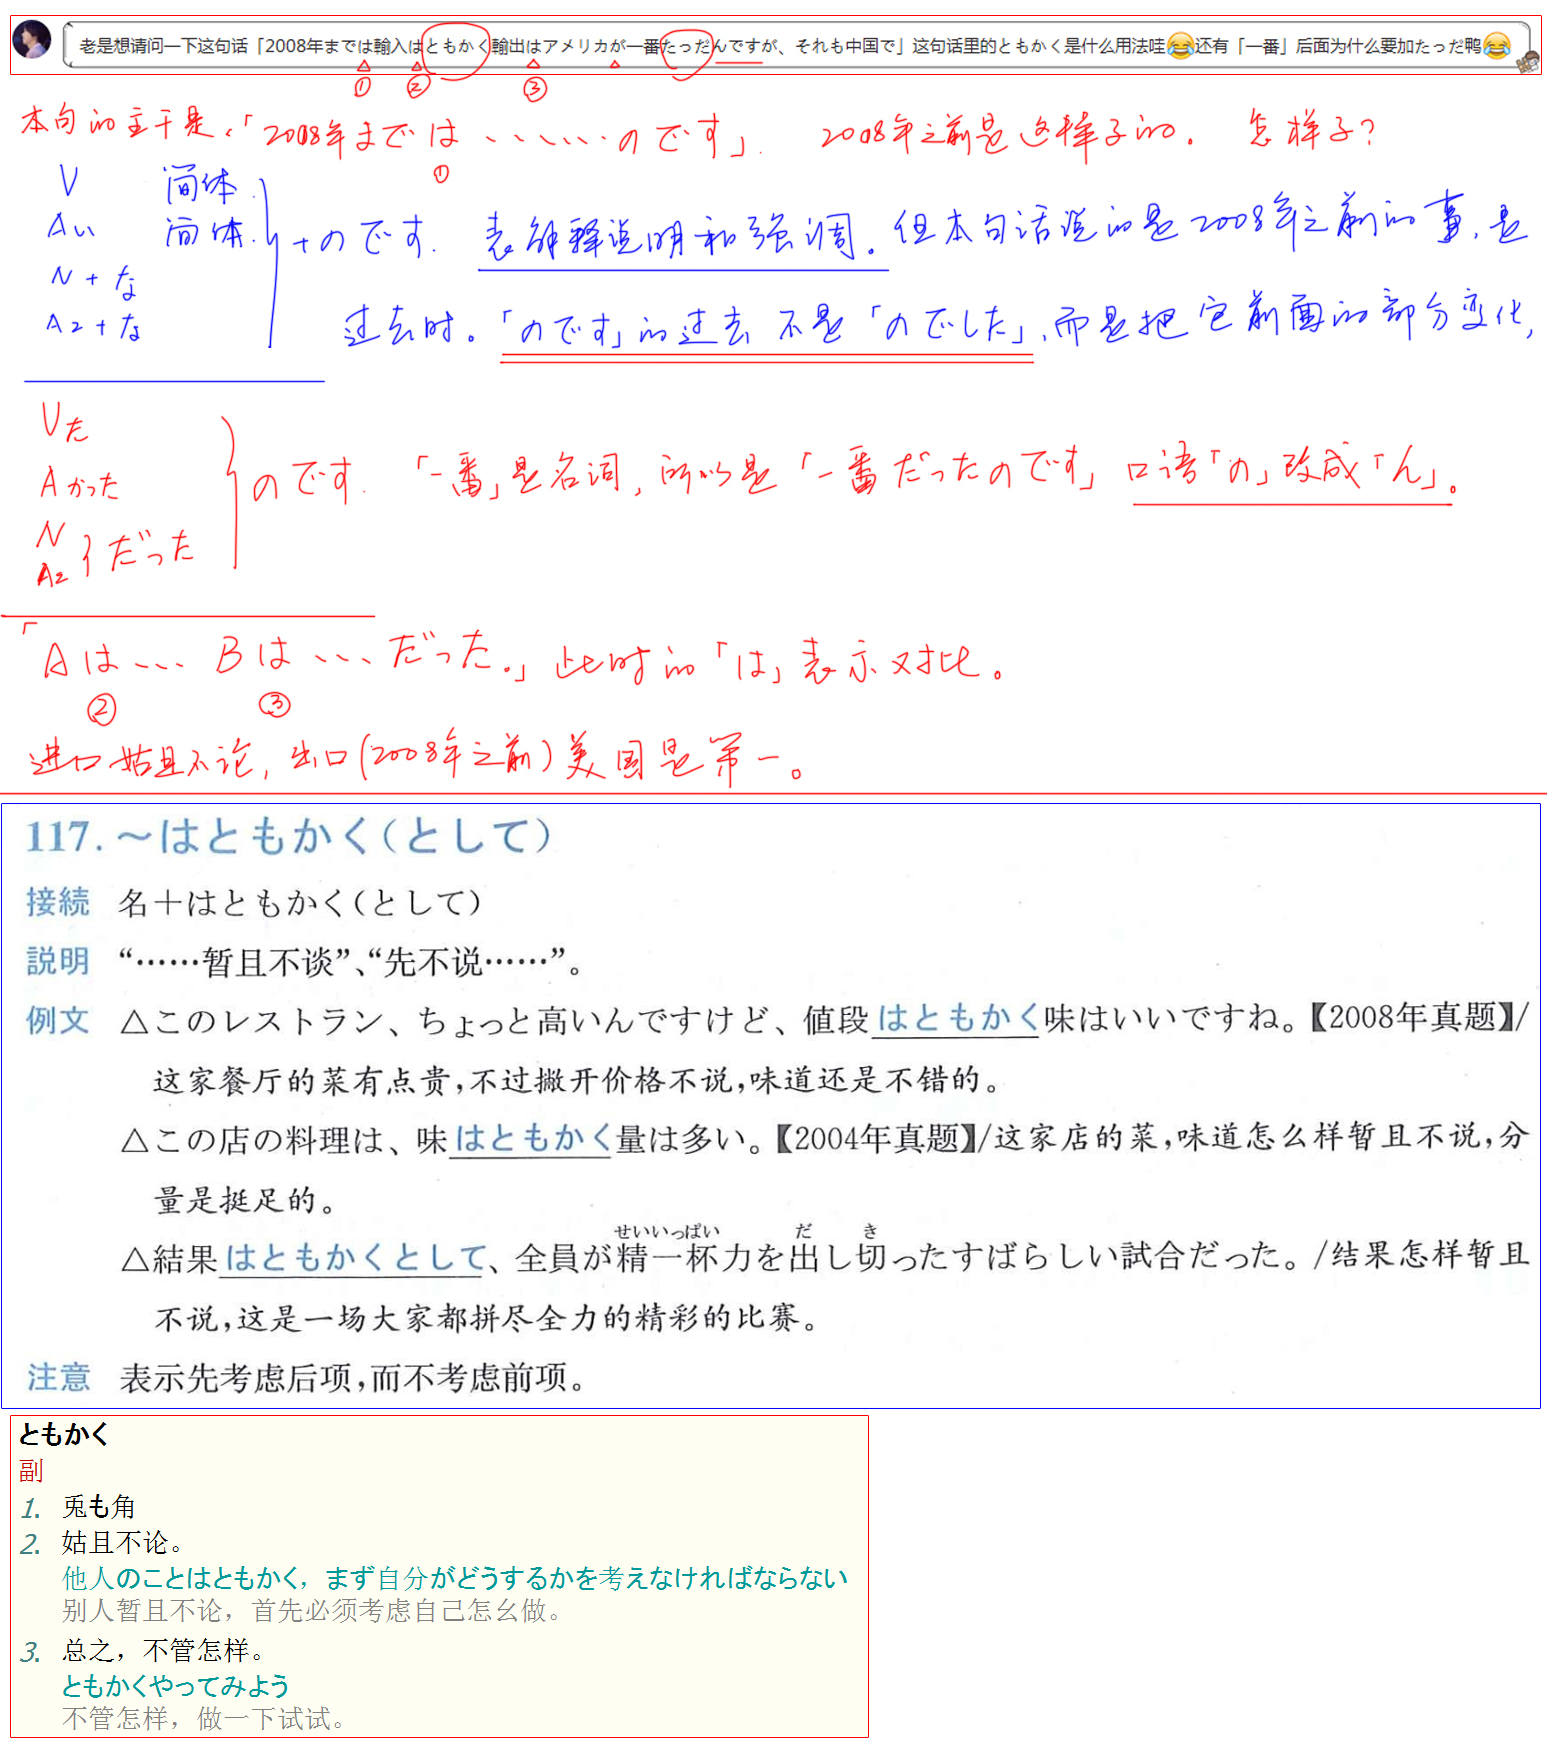 老是想请问一下这句话「2008年までは輸入はともかく輸出はアメリカが一番たっだんですが、それも中国で」这句话里的ともかく是什么用法哇😂还有「一番」后面为什么要加たっだ鸭😂
① ② ③
本句的主干是、「2008年までは、、、、、のです」. 2008年之前是这样子的。怎样子?
①
V 简体
Aい 简体
N+な
A2+な
+のです. 表解释说明和强调。但本句话说的是2008年之前的事,是
过去时。「のです」的过去不是「のでした」,而是把它前面的部分变化,
Vた
Aかった
N
A2 }だった
のです. 「一番」是名词,所以是「一番だったのです」口语「の」改成「ん」。
「Aは、、、Bは、、、だった。」此时的「は」表示对比。
② ③
进口姑且不论,出口(2008年之前)美国是第一。
117.～はともかく(として)
接続 名＋はともかく(として)
説明 “……暂且不谈”、“先不说……”。
例文 △このレストラン、ちょっと高いんですけど、値段はともかく味はいいですね。【2008年真题】/
这家餐厅的菜有点贵,不过撇开价格不说,味道还是不错的。
△この店の料理は、味はともかく量は多い。【2004年真题】/这家店的菜,味道怎么样暂且不说,分
量是挺足的。
せいいっぱい だ き
△結果はともかくとして、全員が精一杯力を出し切ったすばらしい試合だった。/结果怎样暂且
不说,这是一场大家都拼尽全力的精彩的比赛。
注意 表示先考虑后项,而不考虑前项。
ともかく
副
1. 兎も角
2. 姑且不论。
他人のことはともかく，まず自分がどうするかを考えなければならない
别人暂且不论，首先必须考虑自己怎幺做。
3. 总之，不管怎样。
ともかくやってみよう
不管怎样，做一下试试。